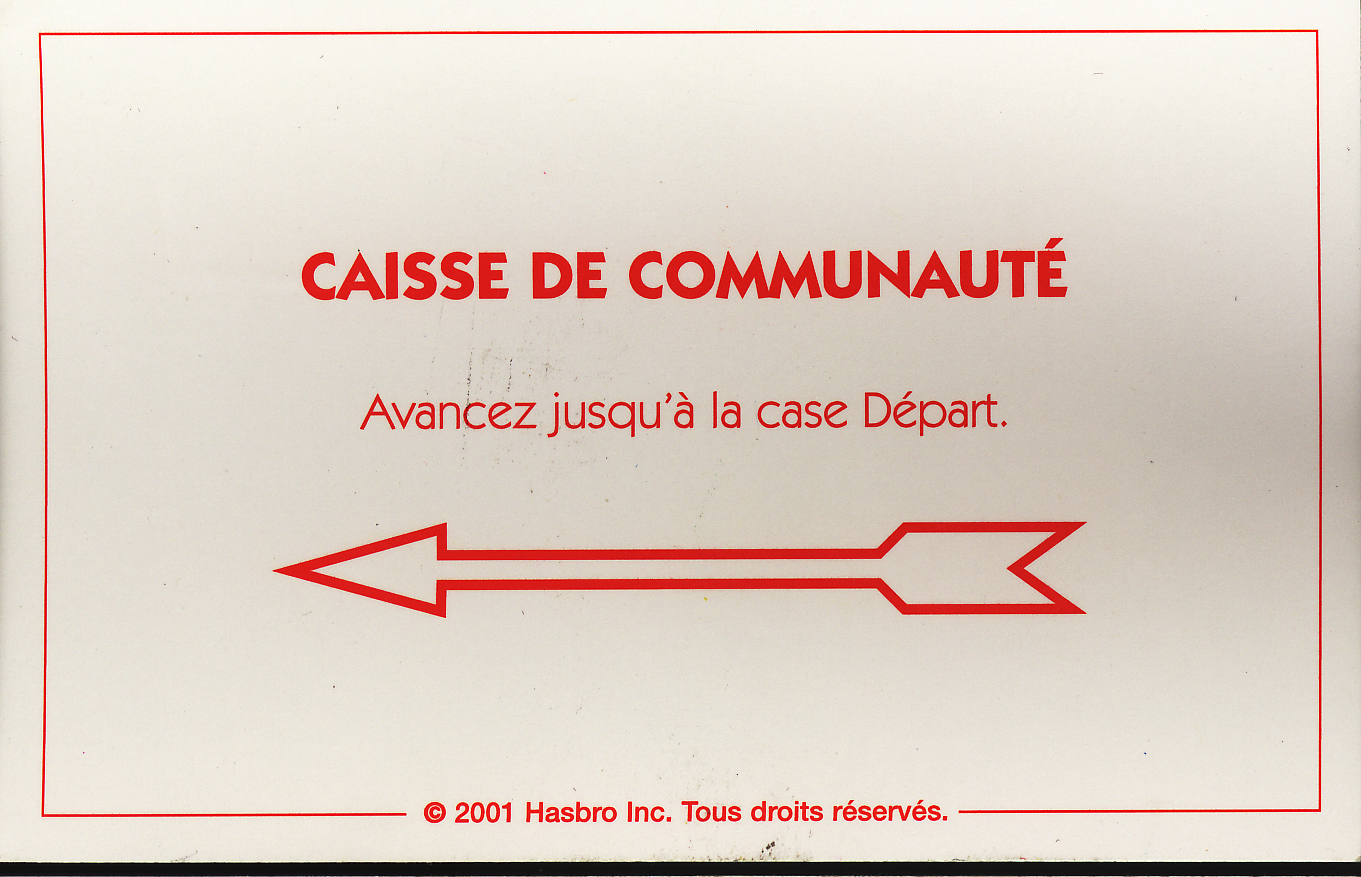 CAISSE DE COMMUNAUTÉ
Avancez jusqu'à la case Départ.
© 2001 Hasbro Inc. Tous droits réservés.